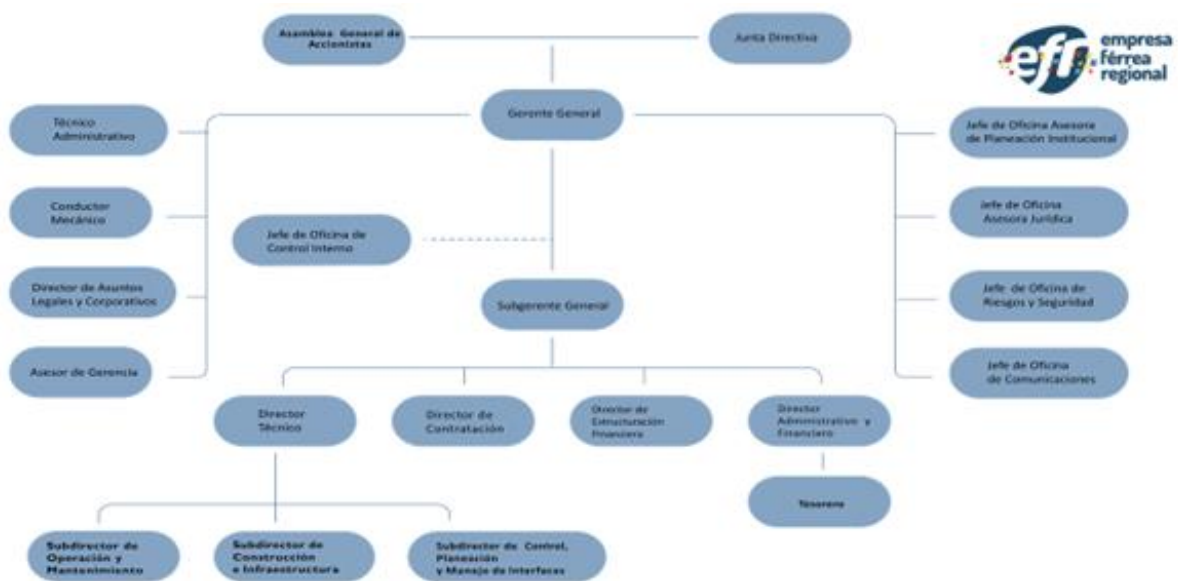 Asamblea General de
Accionistas
Junta Directiva
efr
empresa
férrea
regional
Gerente General
Técnico
Administrativo
Jefe de Oficina Asesora
de Planeación Institucional
Conductor
Mecánico
Jefe de Oficina
Asesora Jurídica
Jefe de Oficina de
Control Interno
Director de Asuntos
Legales y Corporativos
Subgerente General
Jefe de Oficina de
Riesgos y Seguridad
Asesor de Gerencia
Jefe de Oficina
de Comunicaciones
Director
Técnico
Director de
Contratación
Director de
Estructuración
Financiera
Director
Administrativo y
Financiero
Tesorero
Subdirector de
Operación y
Mantenimiento
Subdirector de
Construcción
e Infraestructura
Subdirector de Control,
Planeación
y Manejo de Interfaces